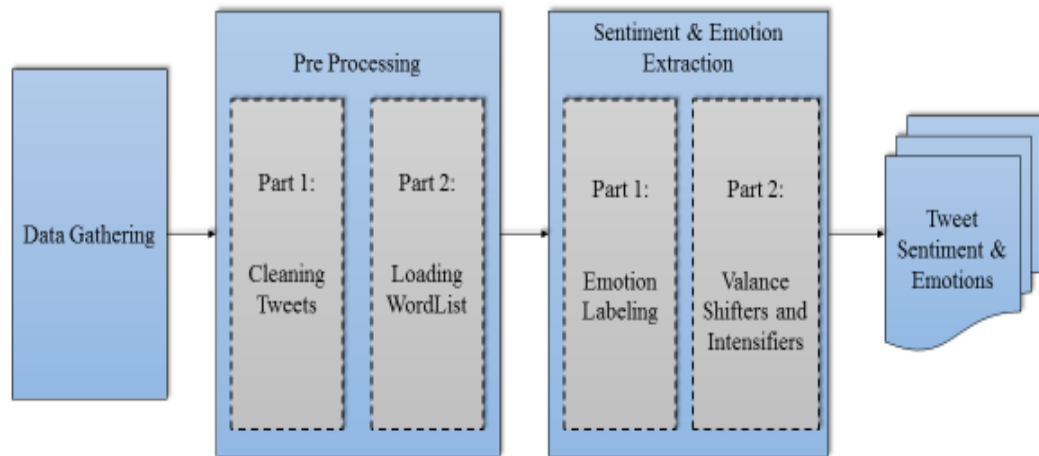 Data Gathering
Pre Processing
Part 1:
Cleaning
Tweets
Part 2:
Loading
WordList
Sentiment & Emotion
Extraction
Part 1:
Emotion
Labeling
Part 2:
Valance
Shifters and
Intensifiers
Tweet
Sentiment &
Emotions